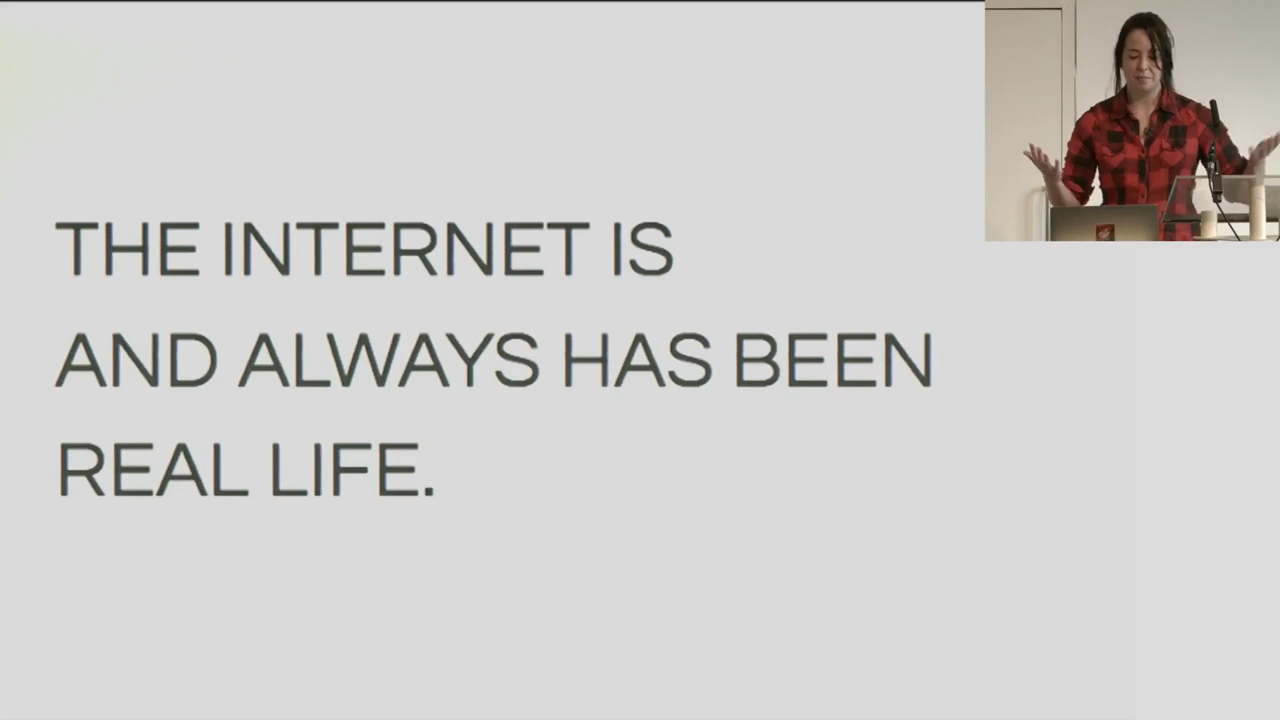 THE INTERNET IS
AND ALWAYS HAS BEEN
REAL LIFE.